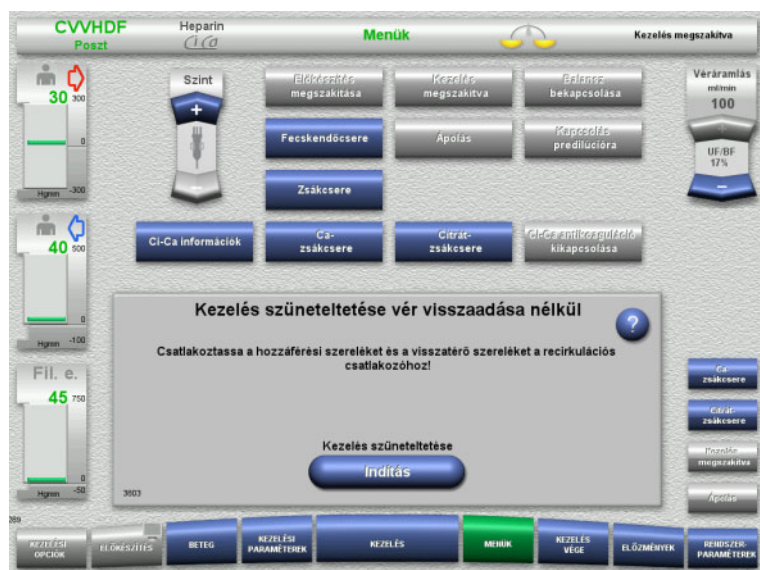 CVVHDF
Poszt
Heparin
Ci Ca
Menük
Kezelés megszakítva
30
300
0
-300
Hgmm
Szint
+
−
Előkészítés
megszakítása
Kezelés
megszakítva
Balansz
bekapcsolása
Fecskendőcsere
Ápolás
Kapcsolás
predilúcióra
Zsákcsere
Véráramlás
ml/min
100
+
UF/BF
17%
−
40
500
0
-100
Hgmm
Ci-Ca információk
Ca-
zsákcsere
Citrát-
zsákcsere
Ci-Ca antikoaguláció
kikapcsolása
Kezelés szüneteltetése vér visszaadása nélkül
?
Csatlakoztassa a hozzáférési szereléket és a visszatérő szereléket a recirkulációs
csatlakozóhoz!
Kezelés szüneteltetése
Indítás
3603
Fil. e.
45
750
0
-50
Hgmm
Ca-
zsákcsere
Citrát-
zsákcsere
Kezelés
megszakítva
Ápolás
KEZELÉSI
OPCIÓK
ELŐKÉSZÍTÉS
BETEG
KEZELÉSI
PARAMÉTEREK
KEZELÉS
MENÜK
KEZELÉS
VÉGE
ELŐZMÉNYEK
RENDSZER-
PARAMÉTEREK